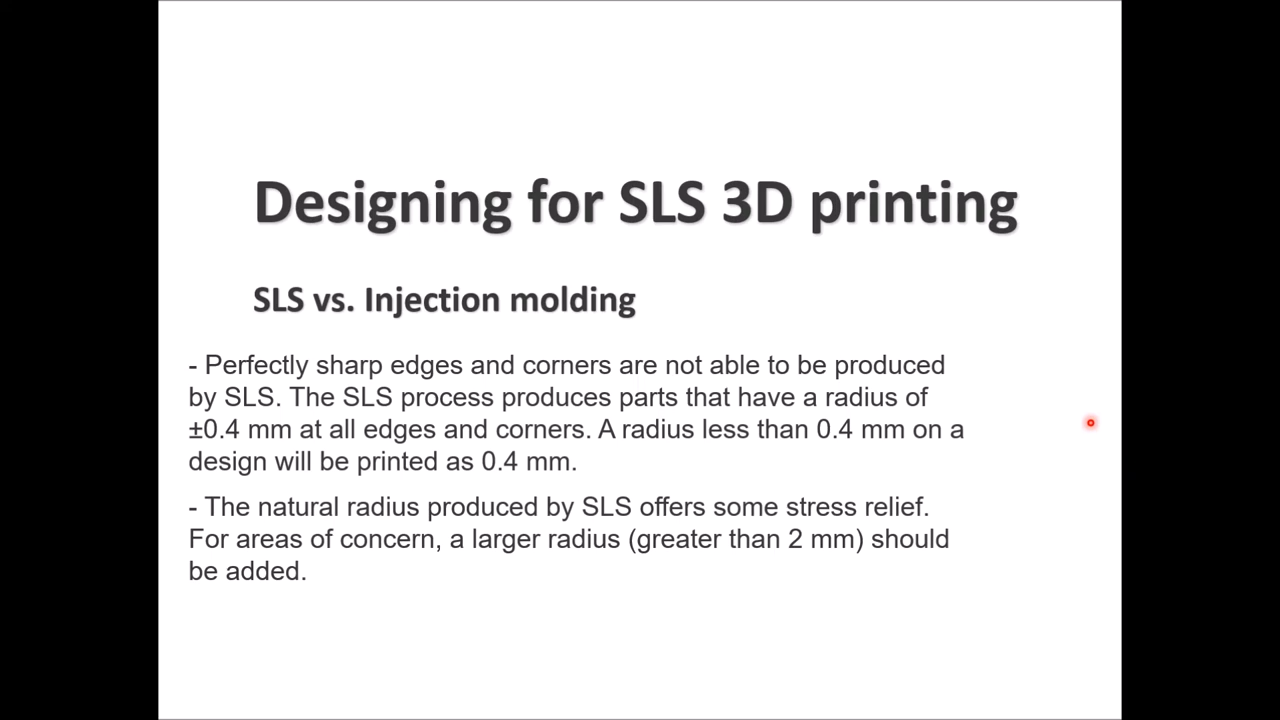 Designing for SLS 3D printing
SLS vs. Injection molding
- Perfectly sharp edges and corners are not able to be produced
by SLS. The SLS process produces parts that have a radius of
±0.4 mm at all edges and corners. A radius less than 0.4 mm on a
design will be printed as 0.4 mm.
- The natural radius produced by SLS offers some stress relief.
For areas of concern, a larger radius (greater than 2 mm) should
be added.